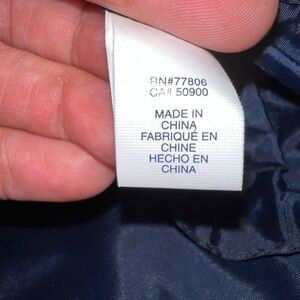 RN#77806
CA# 50900
MADE IN
CHINA
FABRIQUÉ EN
CHINE
HECHO EN
CHINA